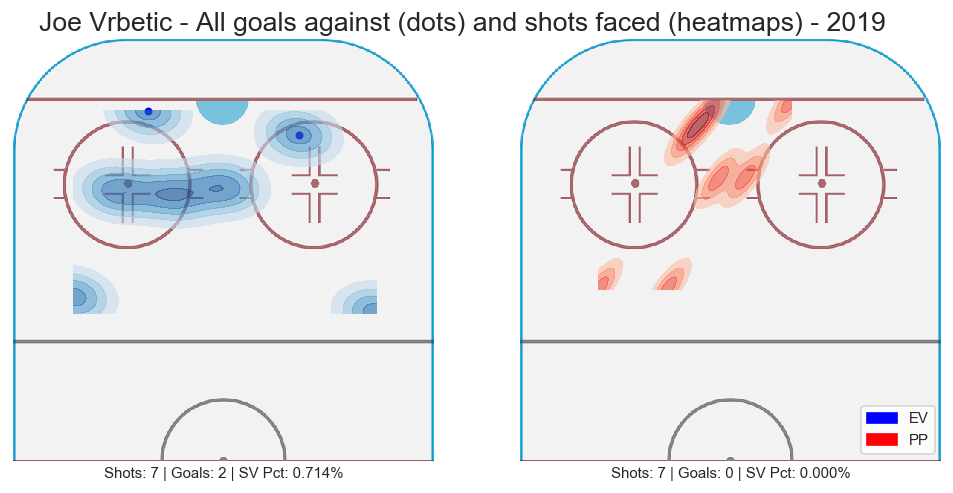 Joe Vrbetic - All goals against (dots) and shots faced (heatmaps) - 2019
EV
PP
Shots: 7 | Goals: 2 | SV Pct: 0.714%
Shots: 7 | Goals: 0 | SV Pct: 0.000%